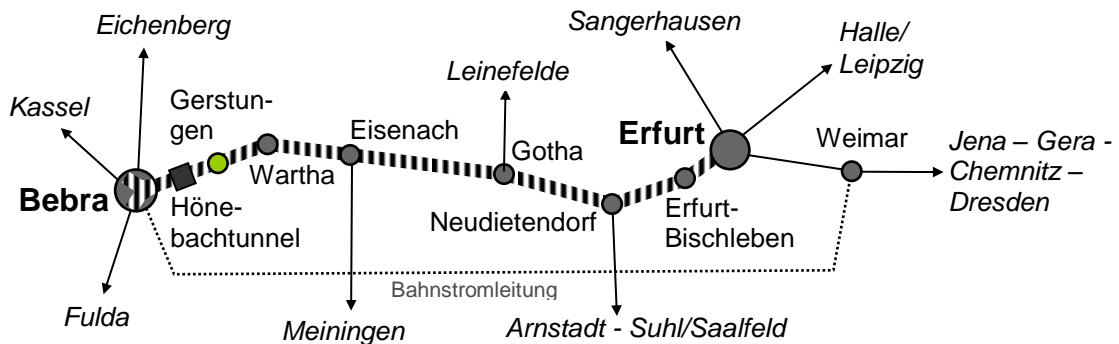 Eichenberg
Sangerhausen
Halle/
Leipzig
Leinefelde
Kassel
Gerstun-
gen
Eisenach
Erfurt
Gotha
Weimar
Jena – Gera -
Chemnitz –
Dresden
Wartha
Bebra
Höne-
bachtunnel
Neudietendorf
Erfurt-
Bischleben
Bahnstromleitung
Fulda
Meiningen
Arnstadt - Suhl/Saalfeld